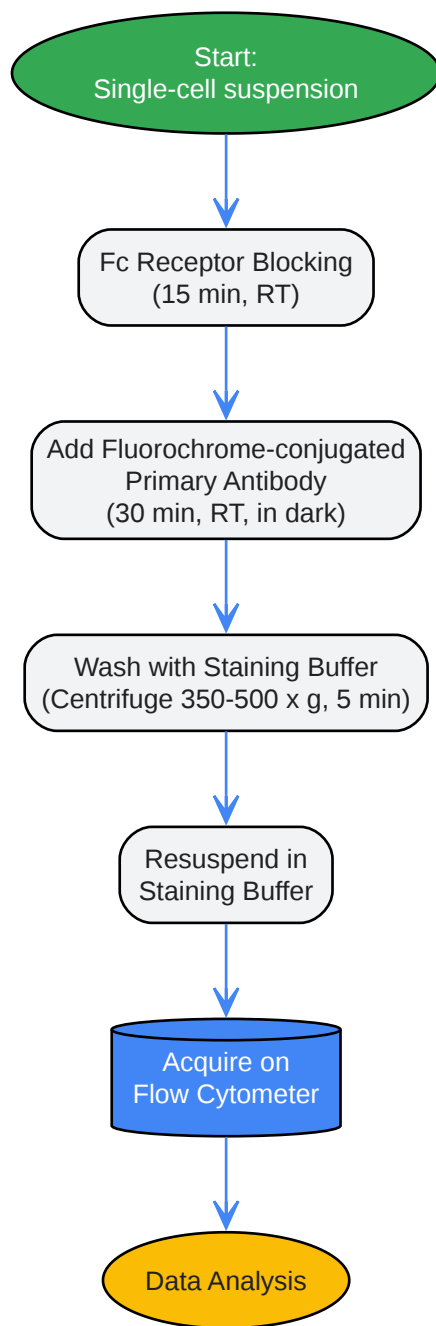 Start:
Single-cell suspension
Fc Receptor Blocking
(15 min, RT)
Add Fluorochrome-conjugated
Primary Antibody
(30 min, RT, in dark)
Wash with Staining Buffer
(Centrifuge 350-500 x g, 5 min)
Resuspend in
Staining Buffer
Acquire on
Flow Cytometer
Data Analysis